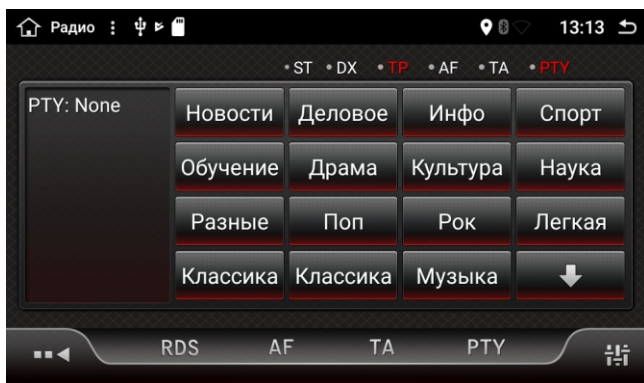 Радио 13:13
ST DX TP AF TA PTY
PTY: None
Новости Деловое Инфо Спорт
Обучение Драма Культура Наука
Разные Поп Рок Легкая
Классика Классика Музыка
RDS AF TA PTY